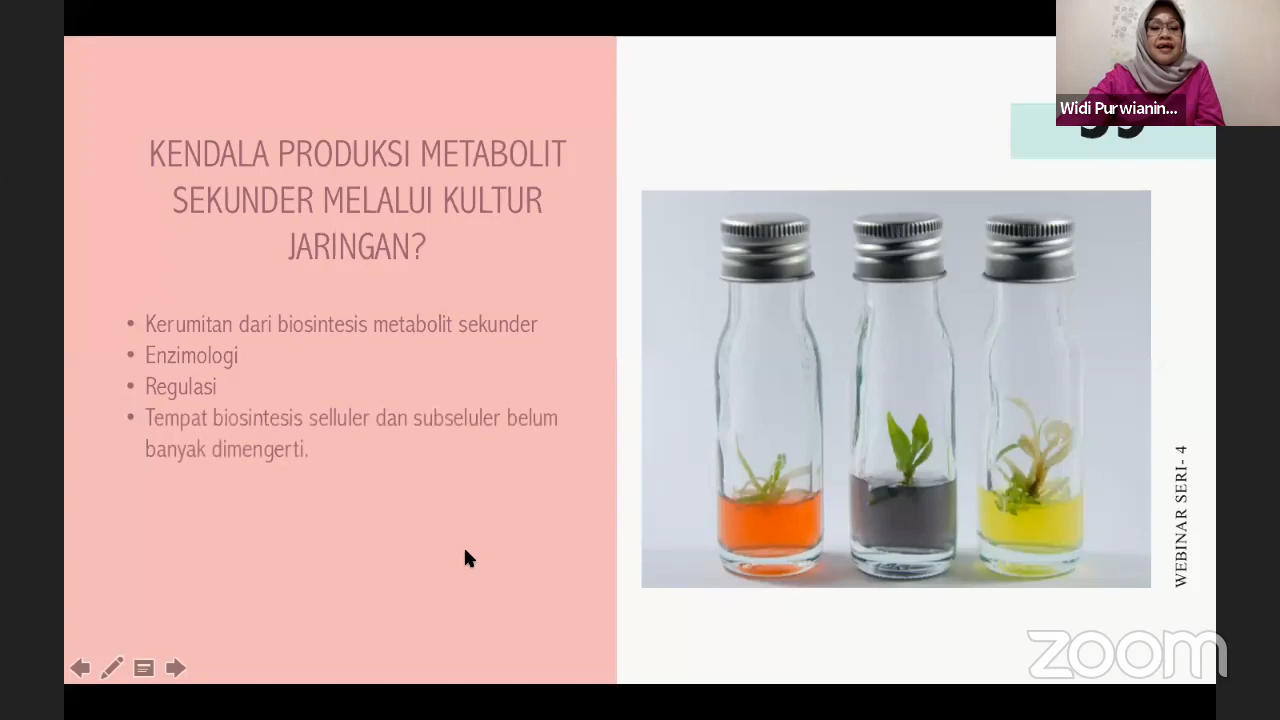 KENDALA PRODUKSI METABOLIT
SEKUNDER MELALUI KULTUR
JARINGAN?
• Kerumitan dari biosintesis metabolit sekunder
• Enzimologi
• Regulasi
• Tempat biosintesis selluler dan subseluler belum
banyak dimengerti.
Widi Purwianin...
WEBINAR SERI- 4
zoom